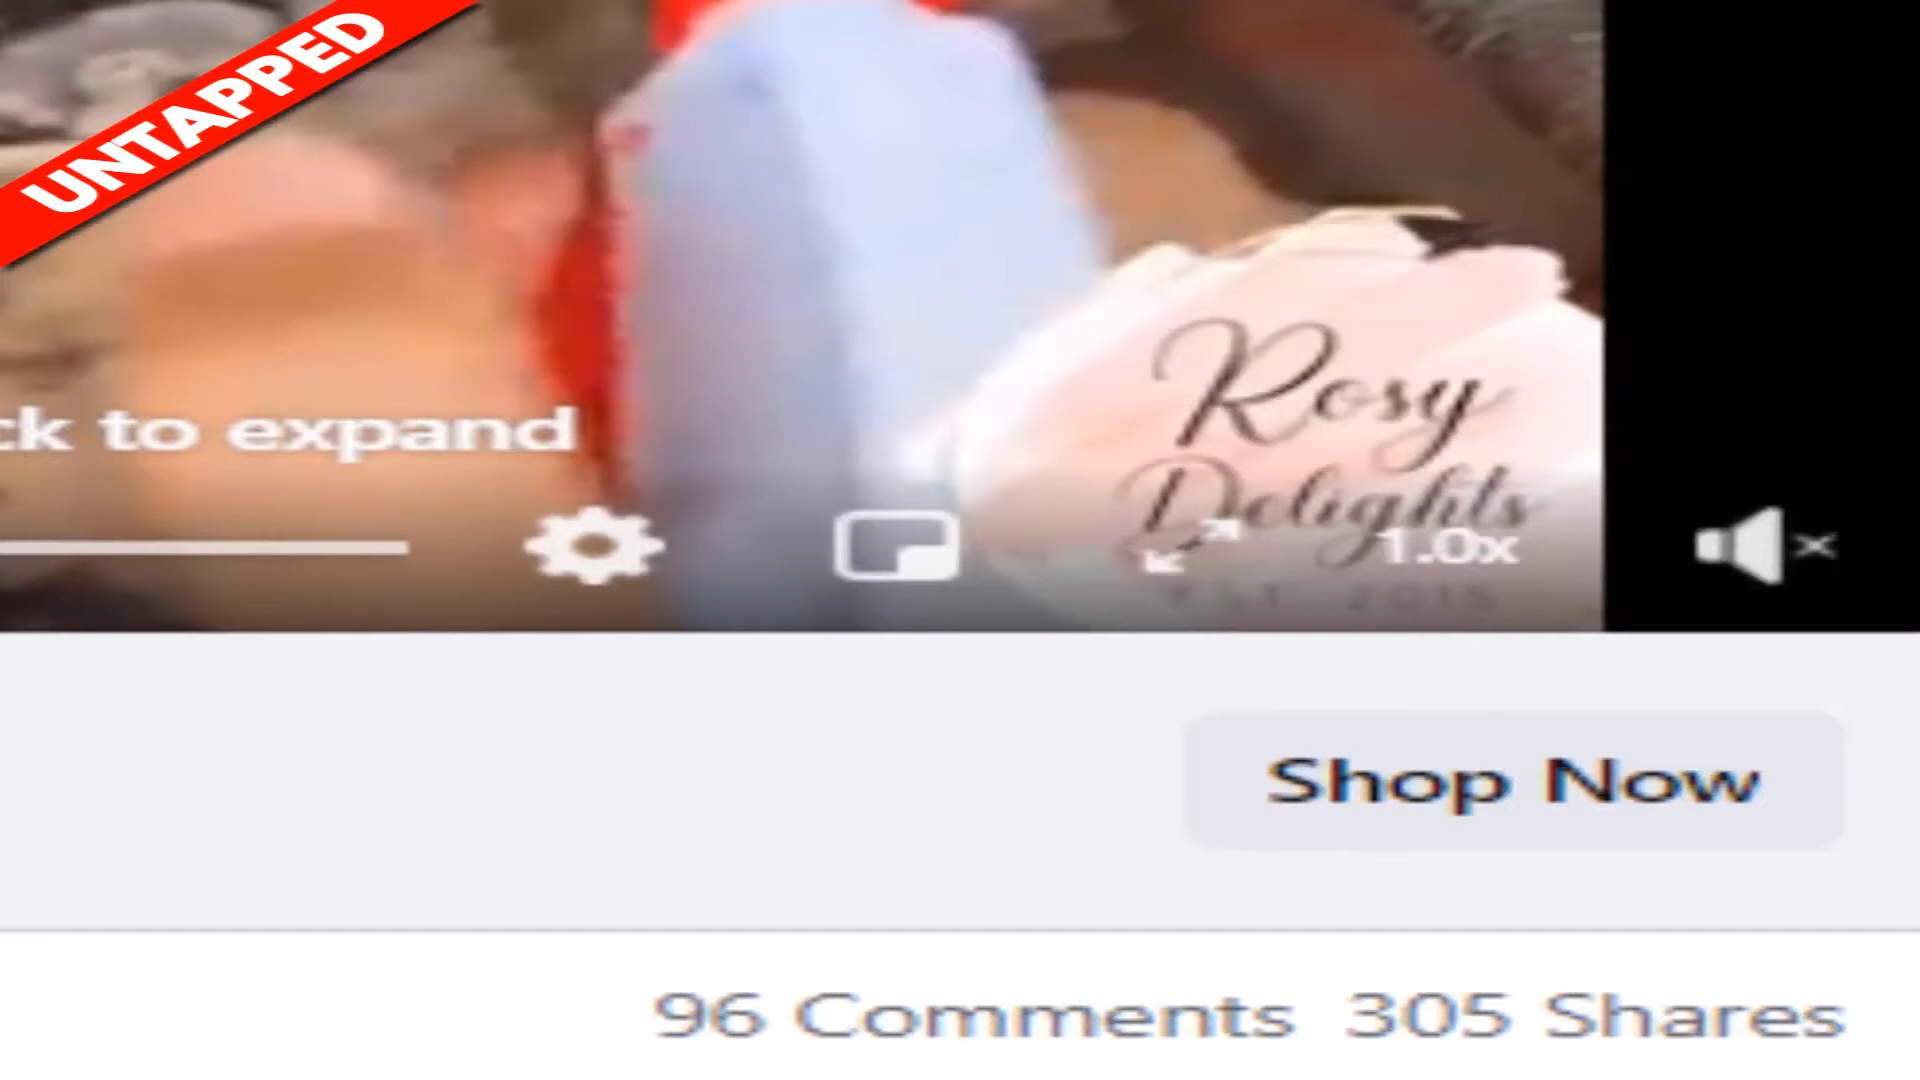 UNTAPPED
Rosy
Delights
ck to expand
1.0x
Shop Now
96 Comments 305 Shares